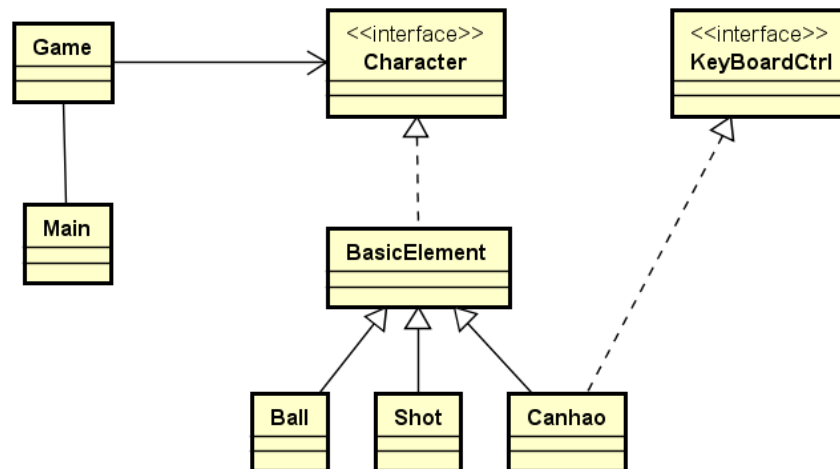 Game
<<interface>>
Character
<<interface>>
KeyBoardCtrl
Main
BasicElement
Ball
Shot
Canhao